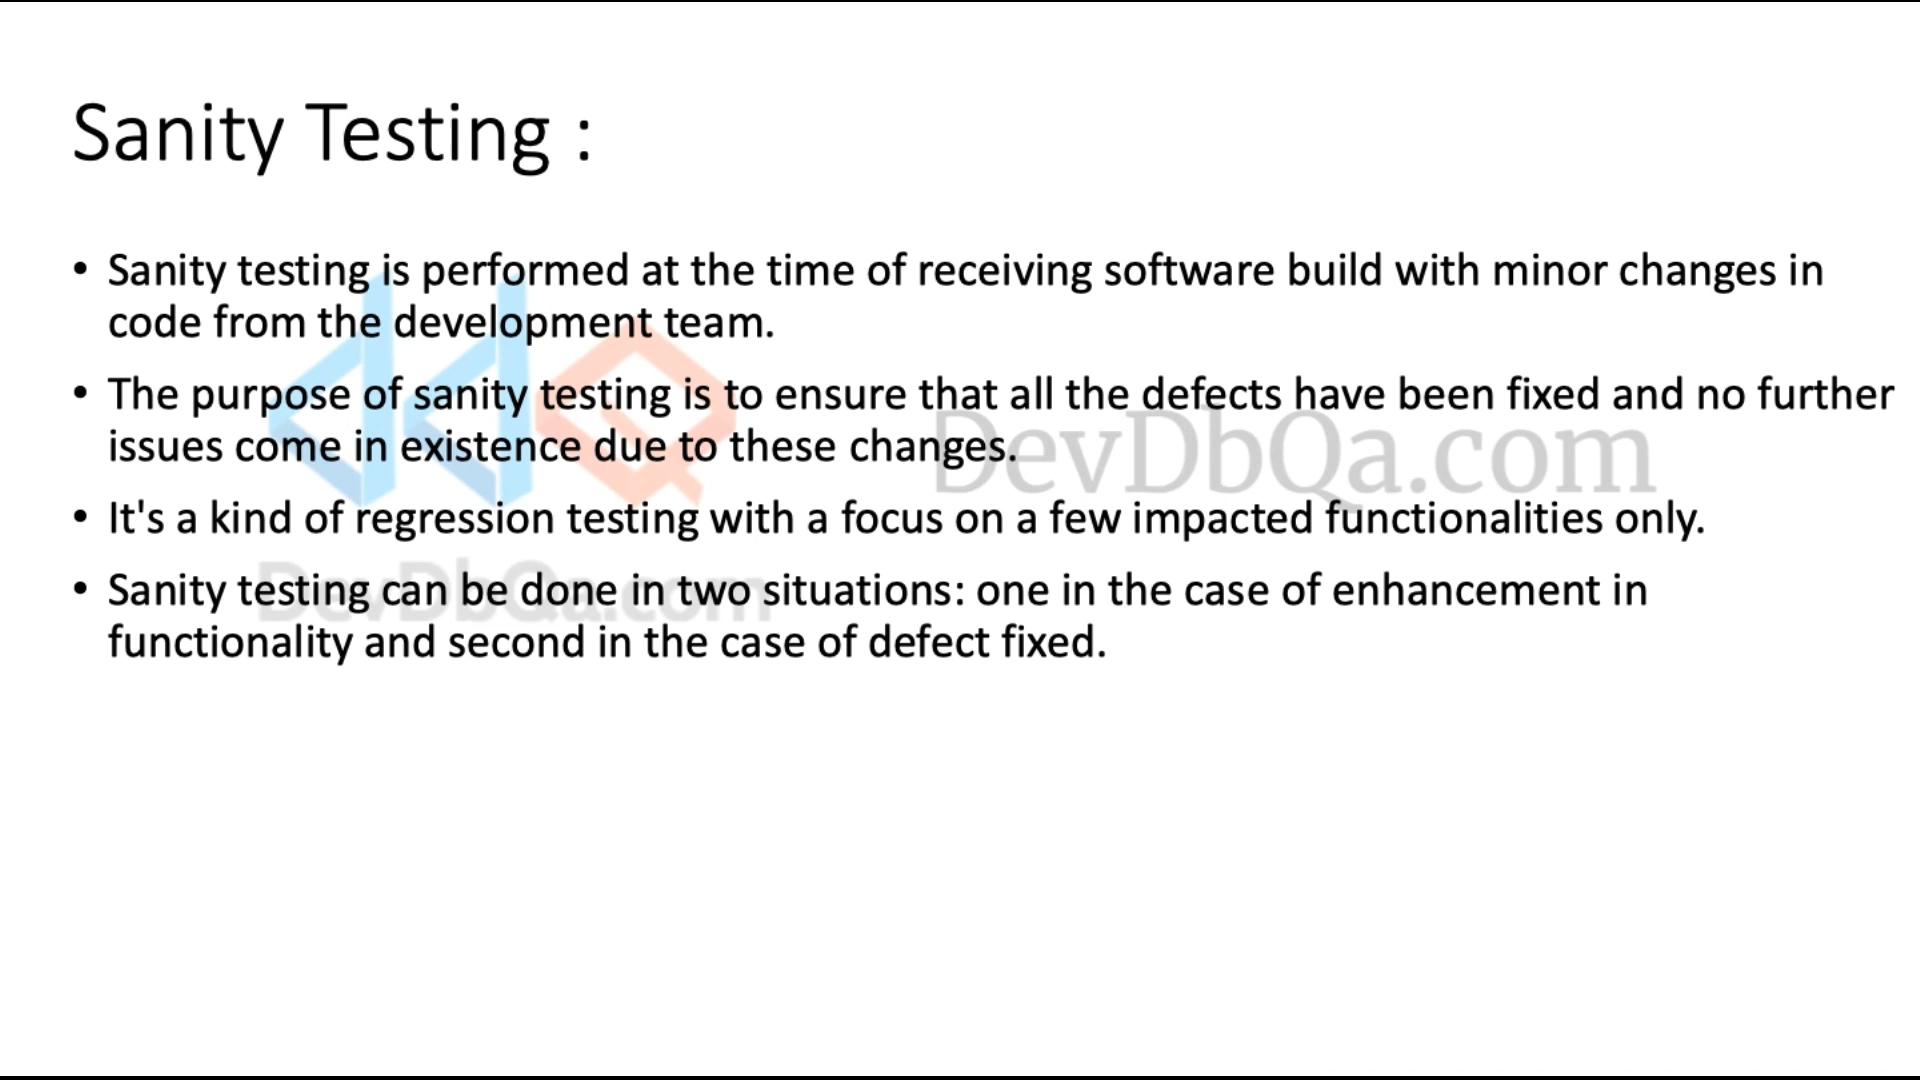 Sanity Testing :
• Sanity testing is performed at the time of receiving software build with minor changes in
code from the development team.
• The purpose of sanity testing is to ensure that all the defects have been fixed and no further
issues come in existence due to these changes.
DevDbQa.com
• It's a kind of regression testing with a focus on a few impacted functionalities only.
• Sanity testing can be done in two situations: one in the case of enhancement in
DevDbQa.com
functionality and second in the case of defect fixed.